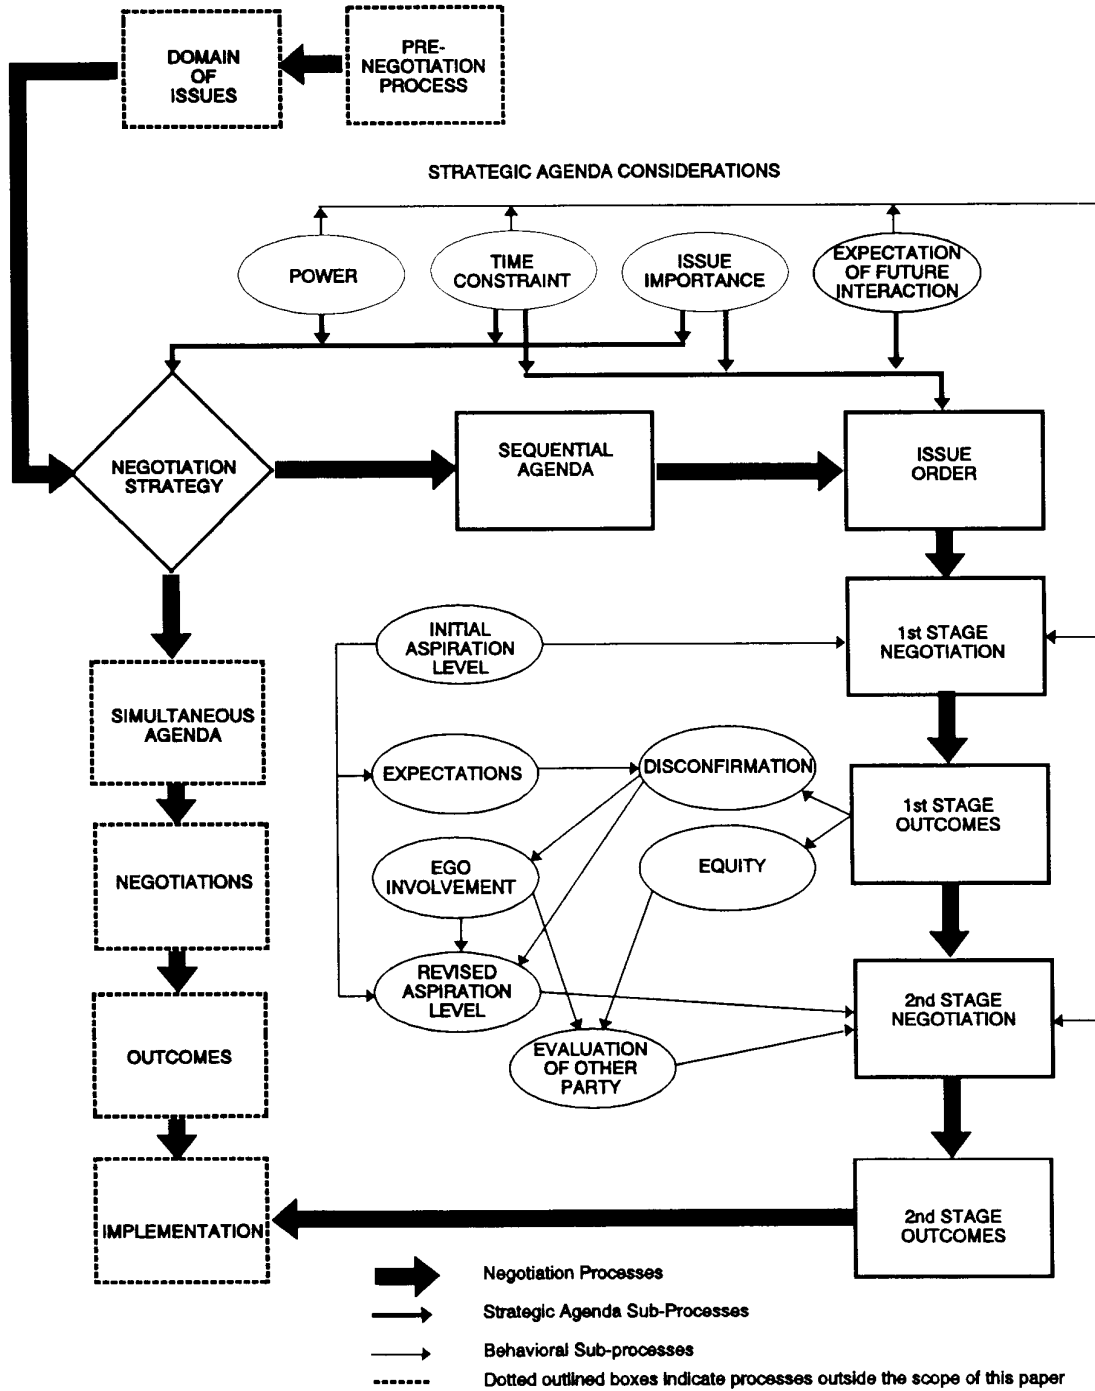 DOMAIN
OF
ISSUES
PRE-
NEGOTIATION
PROCESS
STRATEGIC AGENDA CONSIDERATIONS
POWER
TIME
CONSTRAINT
ISSUE
IMPORTANCE
EXPECTATION
OF FUTURE
INTERACTION
NEGOTIATION
STRATEGY
SEQUENTIAL
AGENDA
ISSUE
ORDER
INITIAL
ASPIRATION
LEVEL
1st STAGE
NEGOTIATION
SIMULTANEOUS
AGENDA
EXPECTATIONS
DISCONFIRMATION
1st STAGE
OUTCOMES
NEGOTIATIONS
EGO
INVOLVEMENT
EQUITY
REVISED
ASPIRATION
LEVEL
2nd STAGE
NEGOTIATION
OUTCOMES
EVALUATION
OF OTHER
PARTY
IMPLEMENTATION
2nd STAGE
OUTCOMES
Negotiation Processes
Strategic Agenda Sub-Processes
Behavioral Sub-processes
Dotted outlined boxes indicate processes outside the scope of this paper